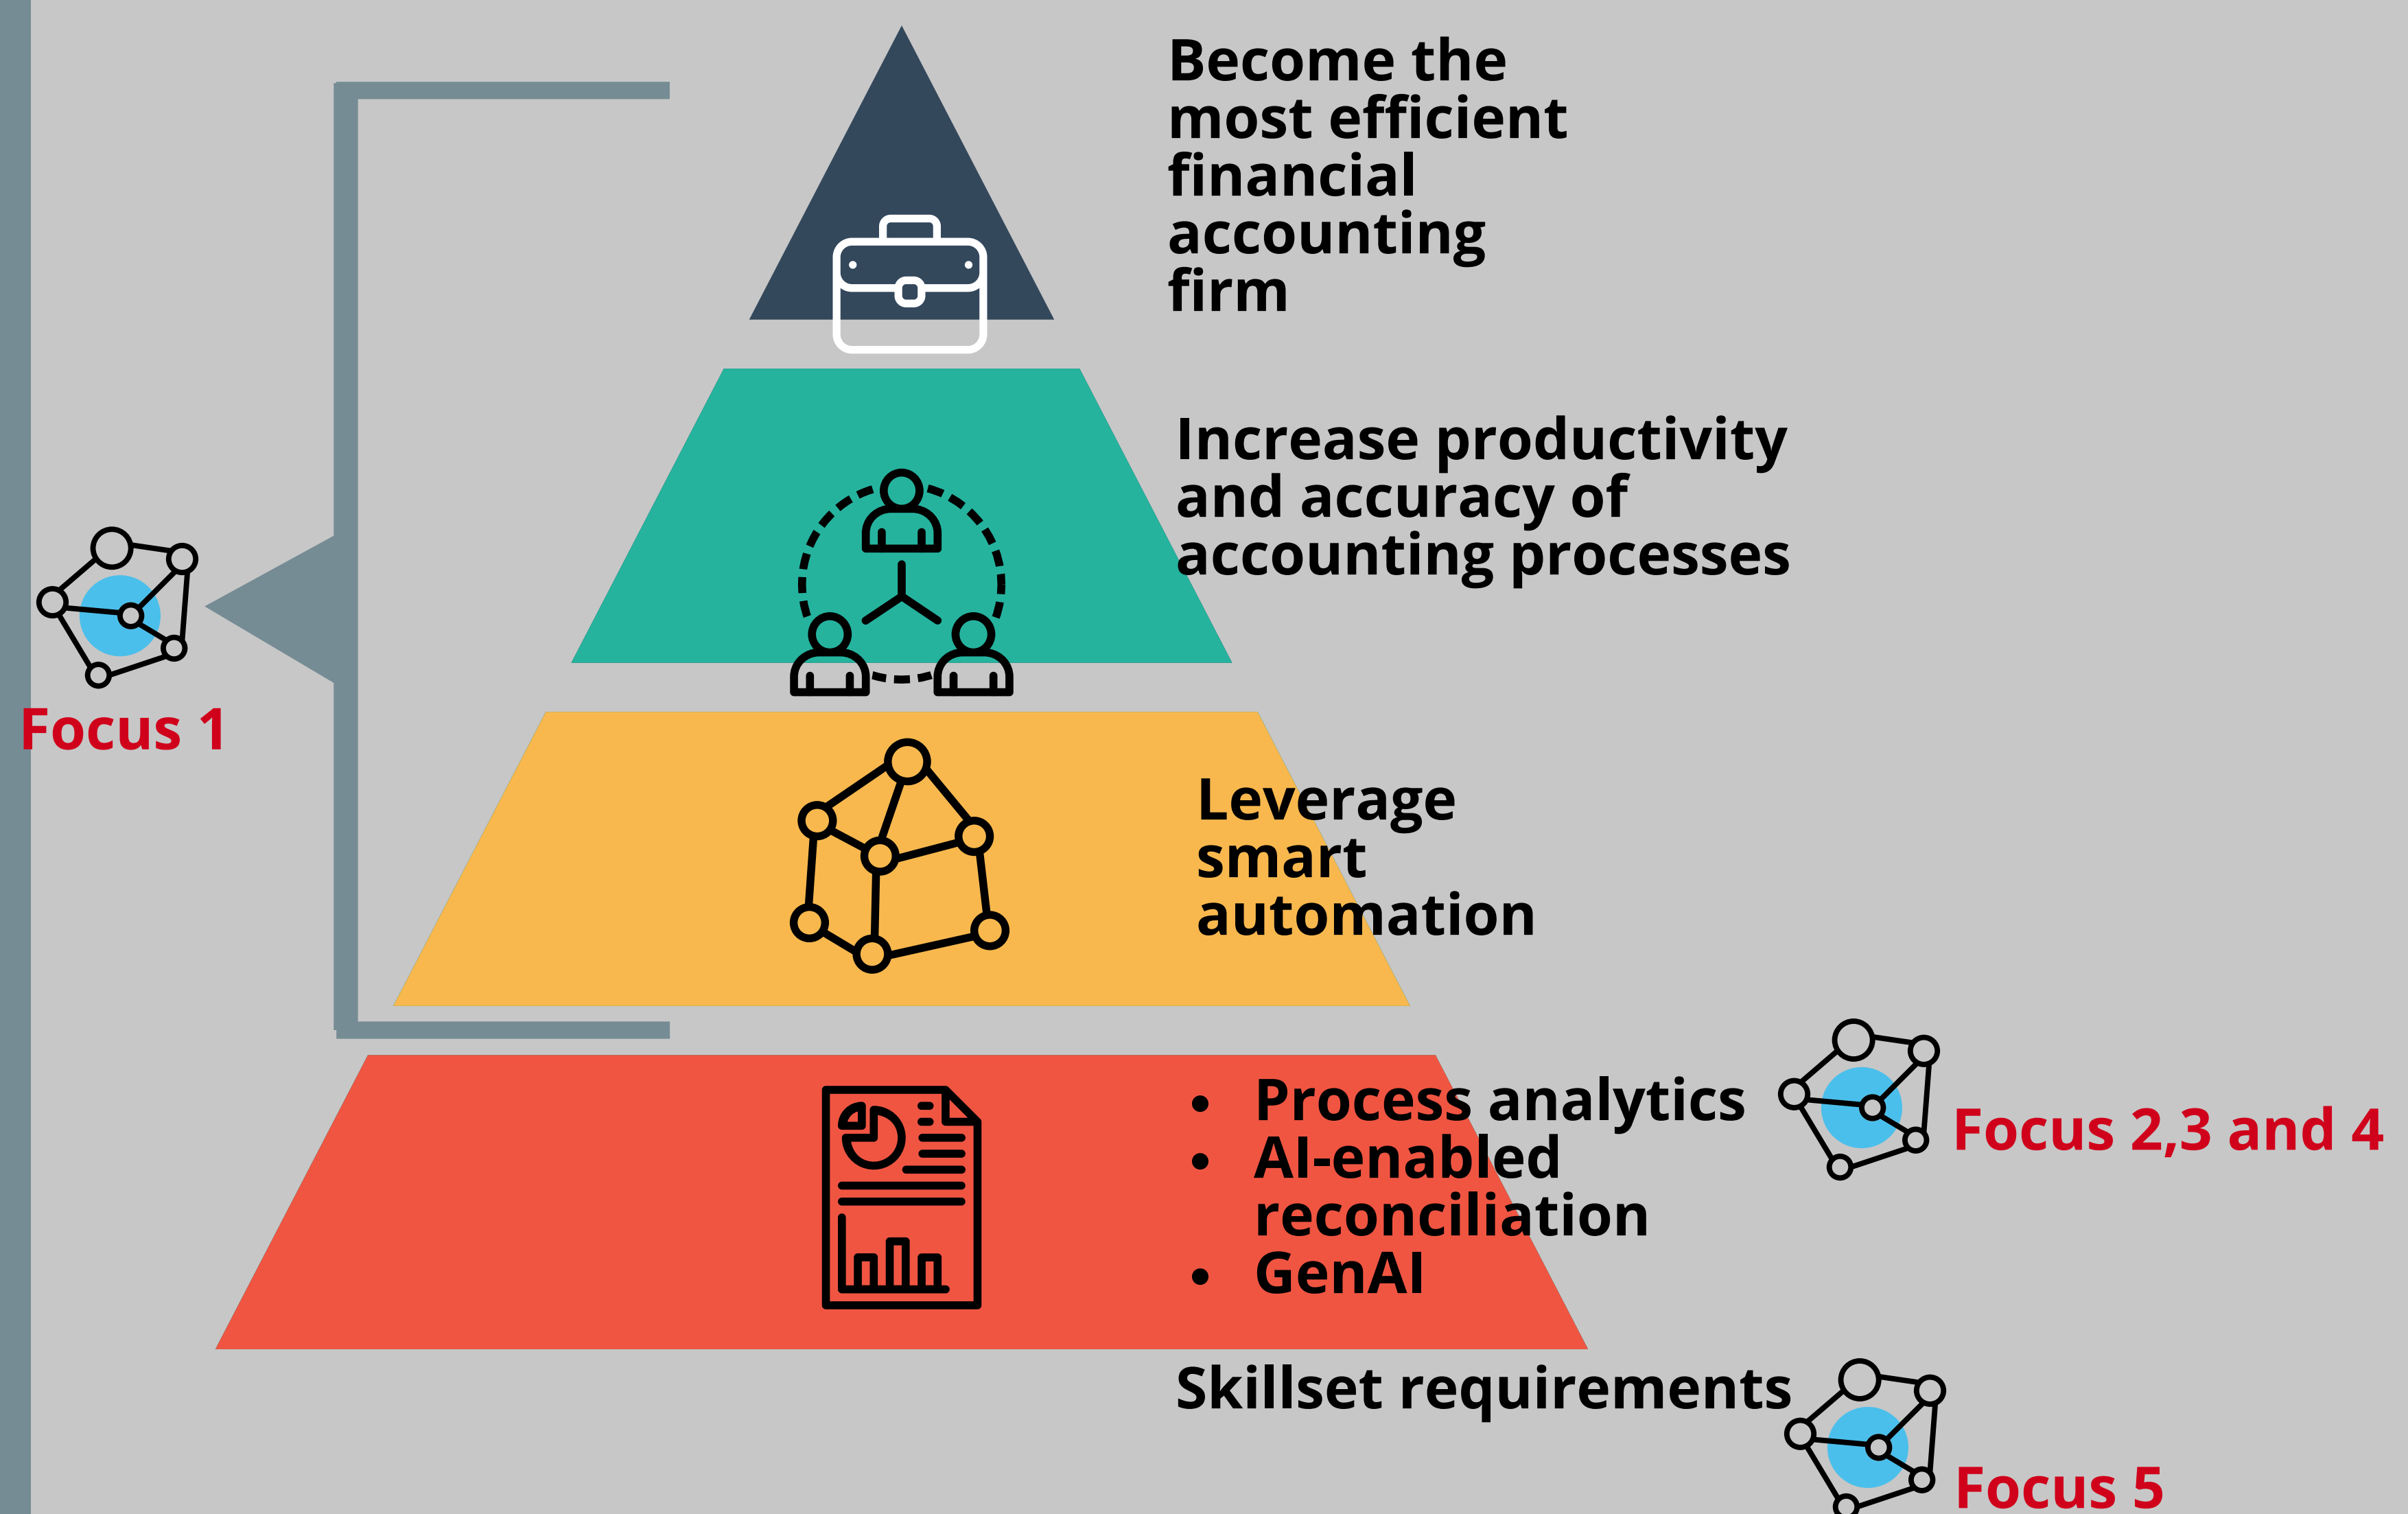 Become the
most efficient
financial
accounting
firm
Increase productivity
and accuracy of
accounting processes
Focus 1
Leverage
smart
automation
• Process analytics
• AI-enabled
reconciliation
• GenAI
Focus 2,3 and 4
Skillset requirements
Focus 5